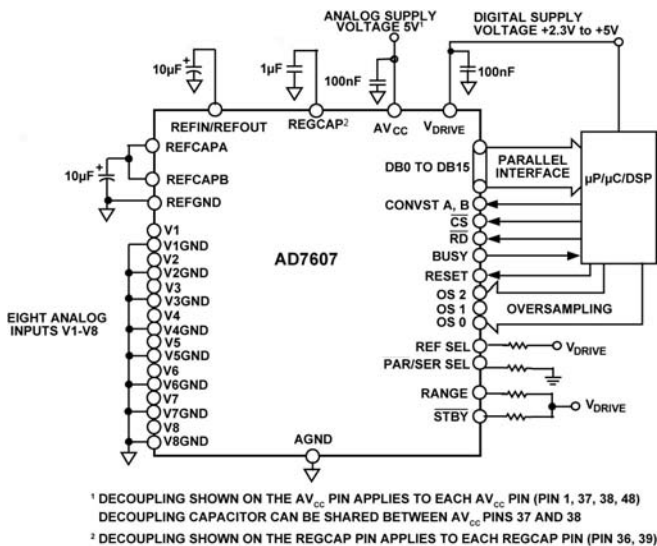 ANALOG SUPPLY
VOLTAGE 5V¹
DIGITAL SUPPLY
VOLTAGE +2.3V to +5V
10µF
+
1µF
100nF
100nF
REFIN/REFOUT
REGCAP²
AVCC
VDRIVE
REFCAPA
10µF
+
REFCAPB
REFGND
DB0 TO DB15
PARALLEL
INTERFACE
µP/µC/DSP
CONVST A, B
CS
RD
BUSY
RESET
V1
V1GND
V2
V2GND
V3
V3GND
V4
V4GND
V5
V5GND
V6
V6GND
V7
V7GND
V8
V8GND
AD7607
EIGHT ANALOG
INPUTS V1-V8
OS 2
OS 1
OS 0
OVERSAMPLING
REF SEL
VDRIVE
PAR/SER SEL
RANGE
STBY
VDRIVE
AGND
¹ DECOUPLING SHOWN ON THE AVCC PIN APPLIES TO EACH AVCC PIN (PIN 1, 37, 38, 48)
DECOUPLING CAPACITOR CAN BE SHARED BETWEEN AVCC PINS 37 AND 38
² DECOUPLING SHOWN ON THE REGCAP PIN APPLIES TO EACH REGCAP PIN (PIN 36, 39)